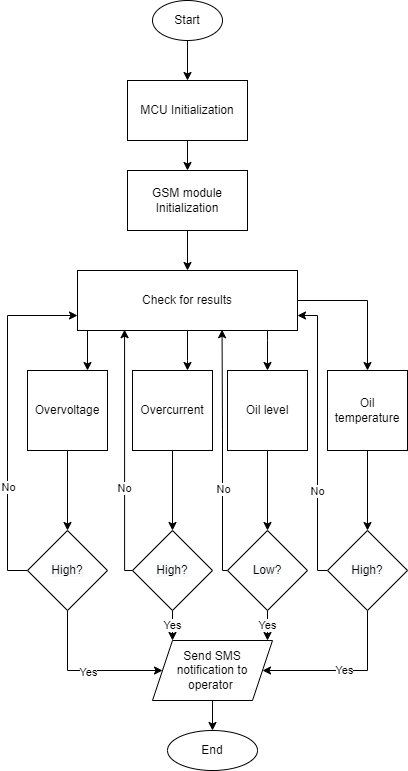 Start
MCU Initialization
GSM module
Initialization
Check for results
Overvoltage
Overcurrent
Oil level
Oil
temperature
No
No
No
No
High?
High?
Low?
High?
Yes
Yes
Send SMS
notification to
operator
Yes
Yes
End